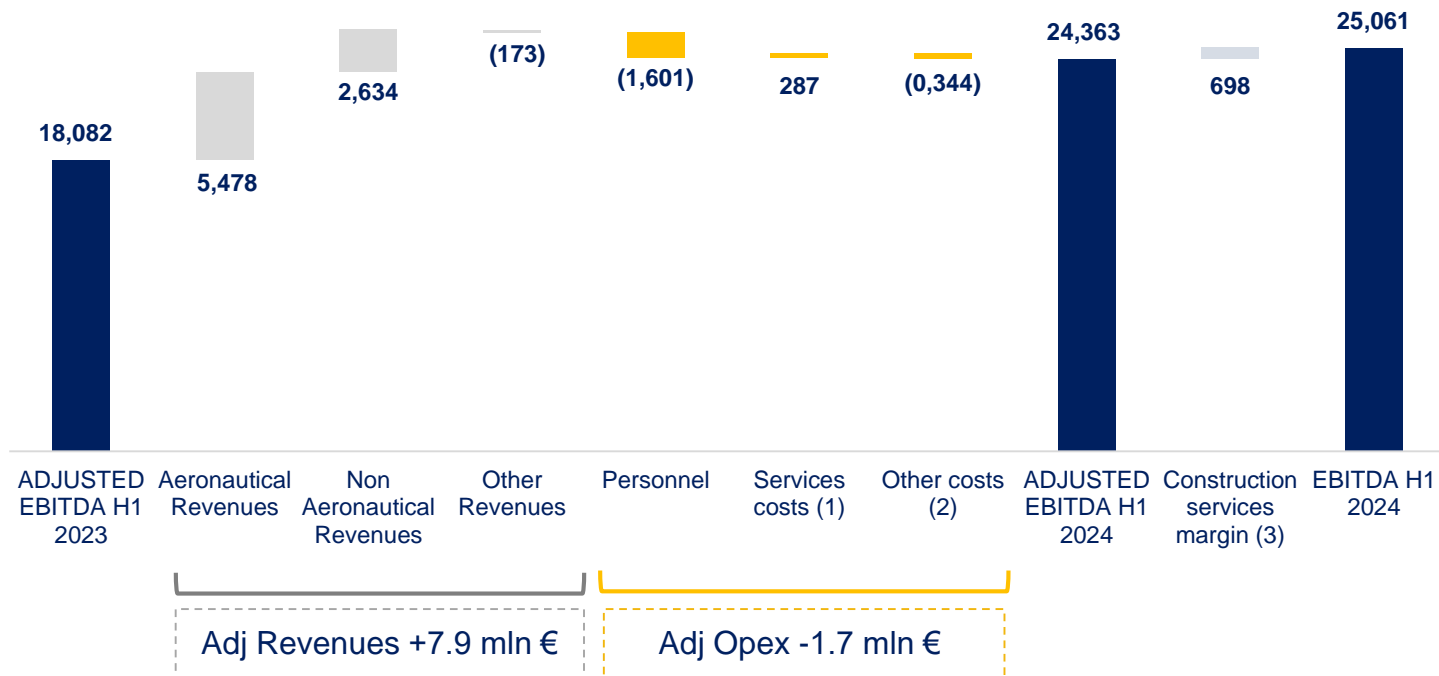 25,061
24,363
(173)
(1,601)
287
(0,344)
698
2,634
18,082
5,478
ADJUSTED
EBITDA H1
2023
Aeronautical
Revenues
Non
Aeronautical
Revenues
Other
Revenues
Personnel
Services
costs (1)
Other costs
(2)
ADJUSTED
EBITDA H1
2024
Construction
services
margin (3)
EBITDA H1
2024
Adj Revenues +7.9 mln €
Adj Opex -1.7 mln €